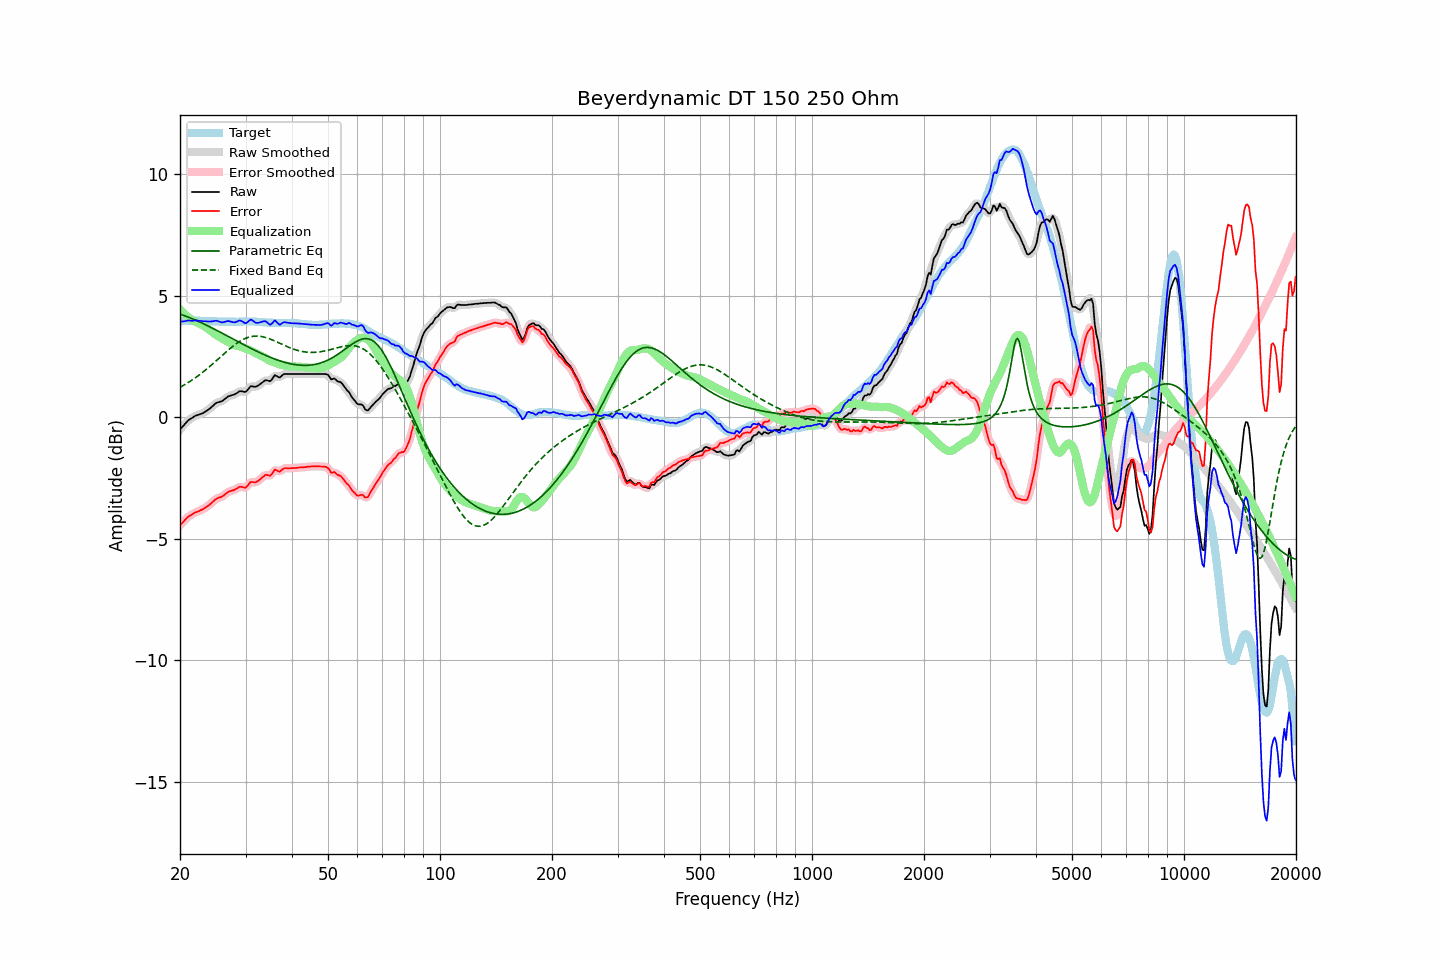 Beyerdynamic DT 150 250 Ohm
Target
Raw Smoothed
Error Smoothed
Raw
Error
Equalization
Parametric Eq
Fixed Band Eq
Equalized
Amplitude (dBr)
10
5
0
−5
−10
−15
20
50
100
200
500
1000
2000
5000
10000
20000
Frequency (Hz)